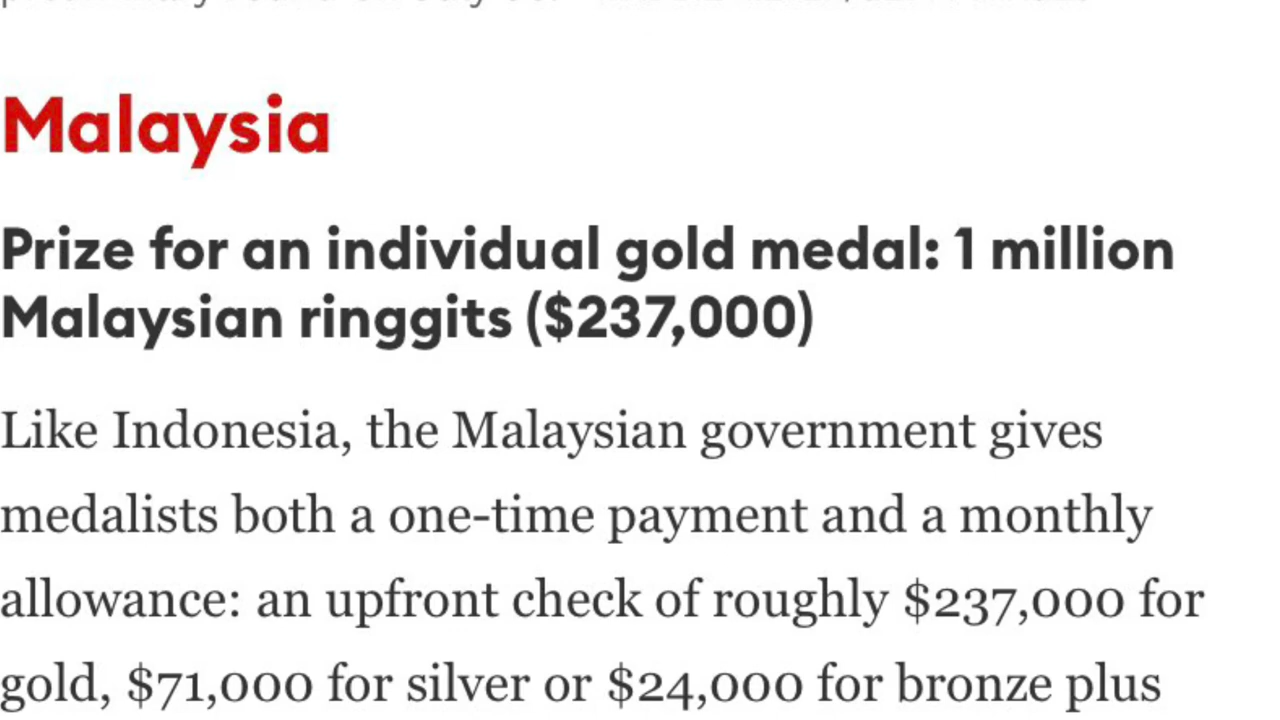 Malaysia
Prize for an individual gold medal: 1 million
Malaysian ringgits ($237,000)
Like Indonesia, the Malaysian government gives
medalists both a one-time payment and a monthly
allowance: an upfront check of roughly $237,000 for
gold, $71,000 for silver or $24,000 for bronze plus